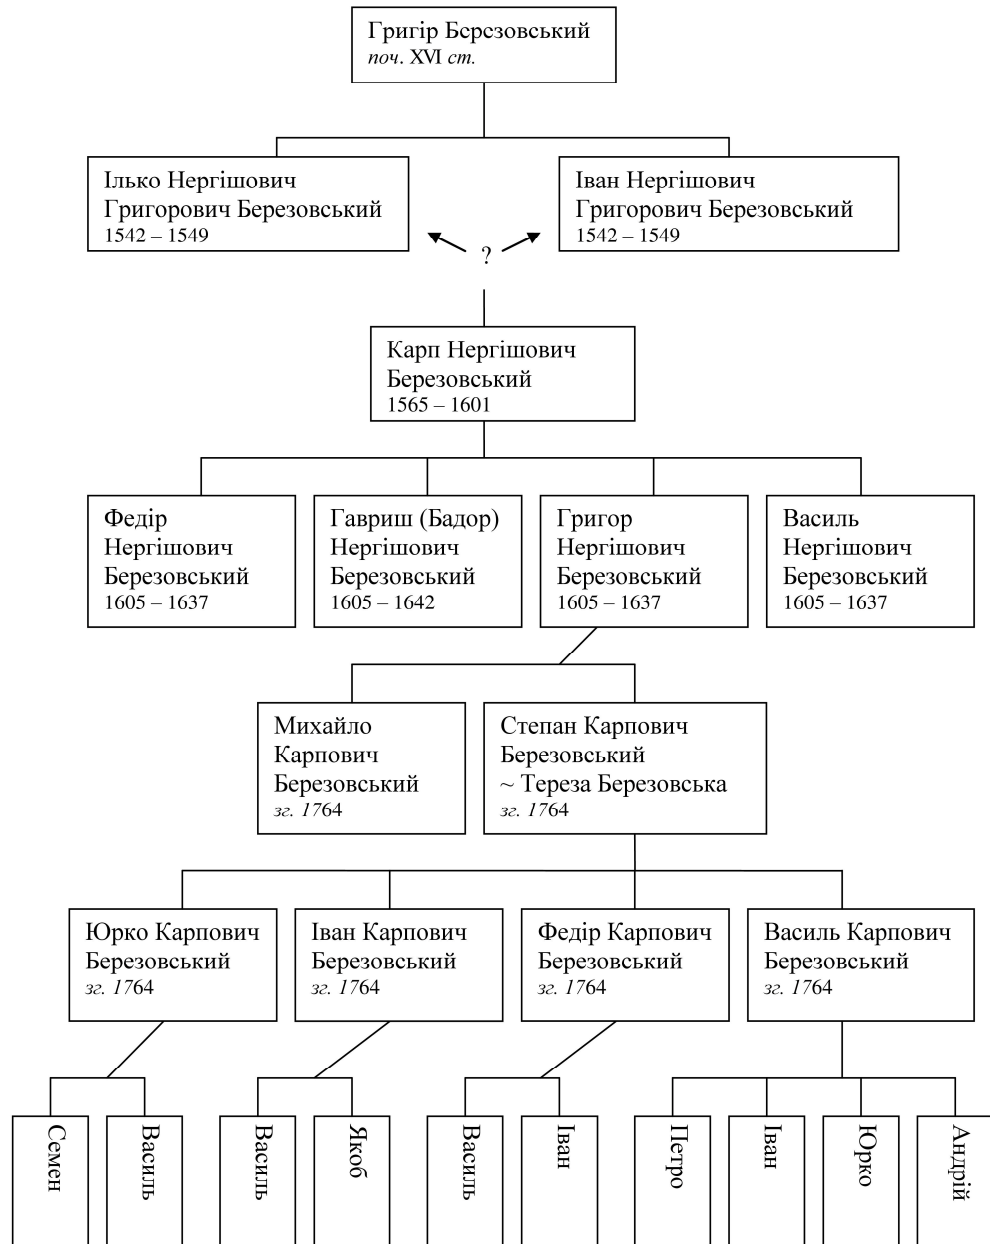 Григір Березовський
поч. XVI ст.
Ілько Нергішович
Григорович Березовський
1542 – 1549
Іван Нергішович
Григорович Березовський
1542 – 1549
?
Карп Нергішович
Березовський
1565 – 1601
Федір
Нергішович
Березовський
1605 – 1637
Гавриш (Бадор)
Нергішович
Березовський
1605 – 1642
Григор
Нергішович
Березовський
1605 – 1637
Василь
Нергішович
Березовський
1605 – 1637
Михайло
Карпович
Березовський
зг. 1764
Степан Карпович
Березовський
~ Тереза Березовська
зг. 1764
Юрко Карпович
Березовський
зг. 1764
Іван Карпович
Березовський
зг. 1764
Федір Карпович
Березовський
зг. 1764
Василь Карпович
Березовський
зг. 1764
Семен
Василь
Василь
Якоб
Василь
Іван
Петро
Іван
Юрко
Андрій